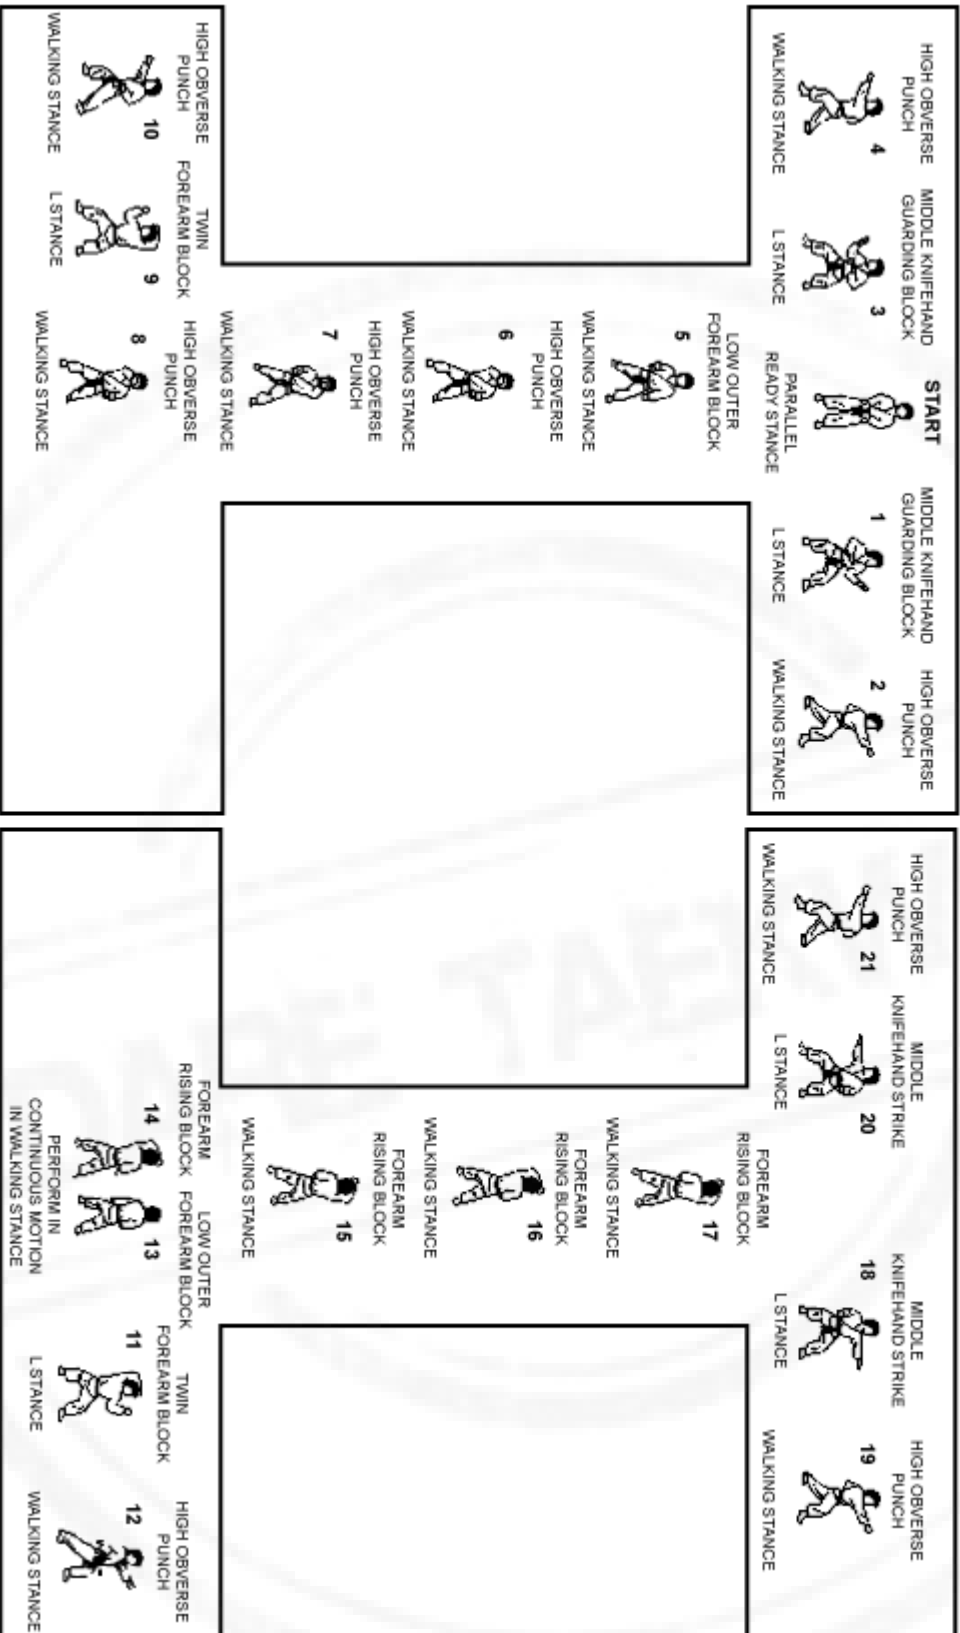 START
PARALLEL
READY STANCE
MIDDLE KNIFEHAND
GUARDING BLOCK
1
L STANCE
HIGH OBVERSE
PUNCH
2
WALKING STANCE
MIDDLE KNIFEHAND
GUARDING BLOCK
3
L STANCE
HIGH OBVERSE
PUNCH
4
WALKING STANCE
LOW OUTER
FOREARM BLOCK
5
WALKING STANCE
HIGH OBVERSE
PUNCH
6
WALKING STANCE
HIGH OBVERSE
PUNCH
7
WALKING STANCE
HIGH OBVERSE
PUNCH
8
WALKING STANCE
TWIN
FOREARM BLOCK
9
L STANCE
HIGH OBVERSE
PUNCH
10
WALKING STANCE
TWIN
FOREARM BLOCK
11
L STANCE
HIGH OBVERSE
PUNCH
12
WALKING STANCE
LOW OUTER
FOREARM BLOCK
13
FOREARM
RISING BLOCK
14
PERFORM IN
CONTINUOUS MOTION
IN WALKING STANCE
FOREARM
RISING BLOCK
15
WALKING STANCE
FOREARM
RISING BLOCK
16
WALKING STANCE
FOREARM
RISING BLOCK
17
WALKING STANCE
MIDDLE
KNIFEHAND STRIKE
18
L STANCE
HIGH OBVERSE
PUNCH
19
WALKING STANCE
MIDDLE
KNIFEHAND STRIKE
20
L STANCE
HIGH OBVERSE
PUNCH
21
WALKING STANCE